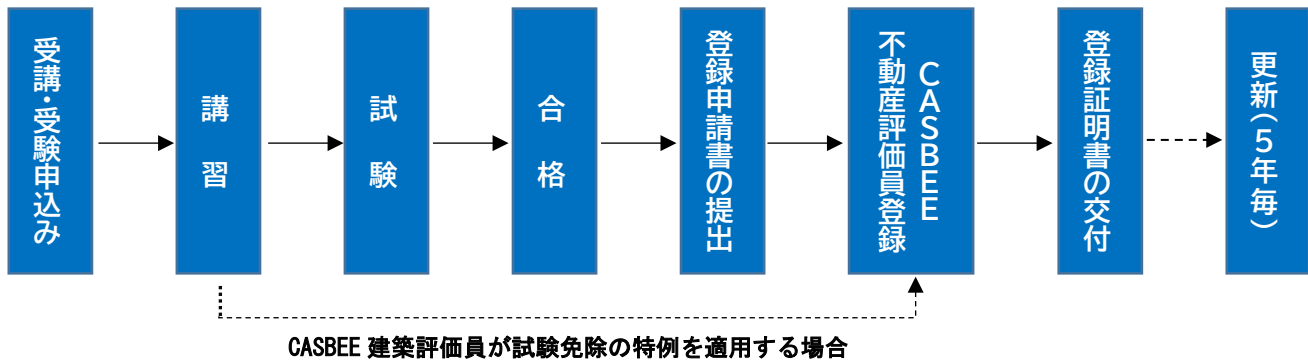 受講・受験申込み
講習
試験
合格
登録申請書の提出
CASBEE
不動産評価員登録
登録証明書の交付
更新(5年毎)
CASBEE 建築評価員が試験免除の特例を適用する場合